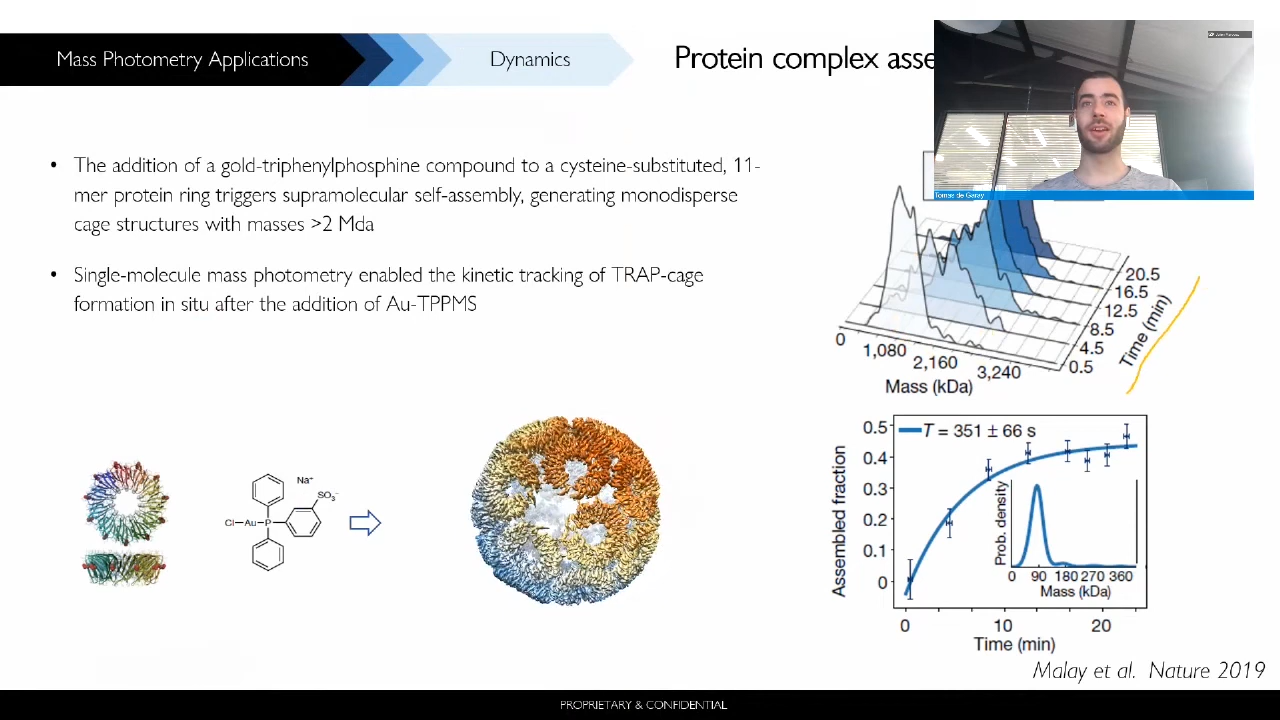 Mass Photometry Applications
Dynamics
Protein complex asse
• The addition of a gold-triphenylphosphine compound to a cysteine-substituted, 11-
mer protein ring triggers supramolecular self-assembly, generating monodisperse
cage structures with masses >2 Mda
• Single-molecule mass photometry enabled the kinetic tracking of TRAP-cage
formation in situ after the addition of Au-TPPMS
Na⁺
SO₃⁻
Cl—Au—P
Tomas de Garay
20.5
16.5
12.5
8.5
4.5
0.5
Time (min)
0
1,080
2,160
3,240
Mass (kDa)
0.5
0.4
0.3
0.2
0.1
0
Assembled fraction
T = 351 ± 66 s
Prob. density
0 90 180 270 360
Mass (kDa)
0 10 20
Time (min)
Malay et al. Nature 2019
PROPRIETARY & CONFIDENTIAL